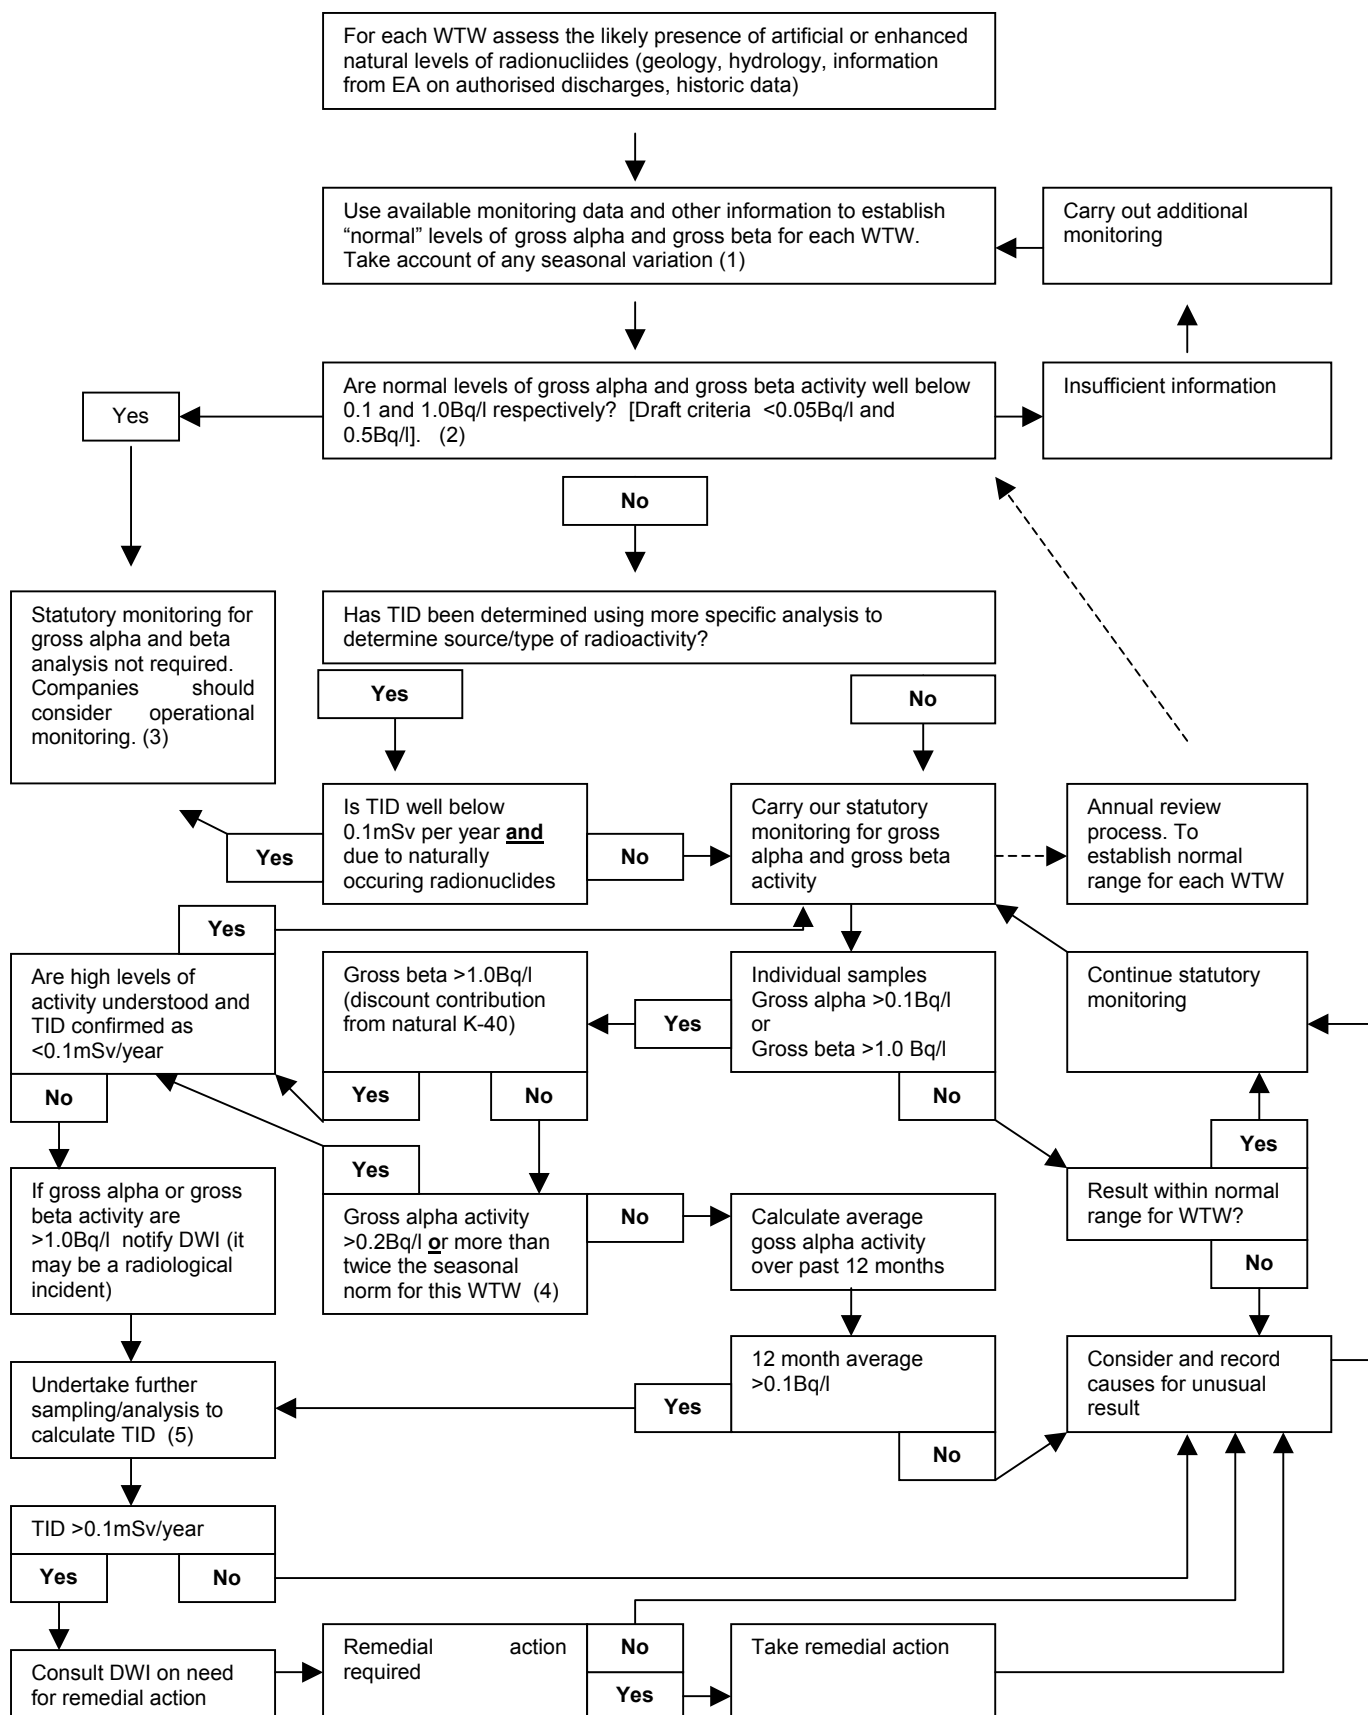 For each WTW assess the likely presence of artificial or enhanced
natural levels of radionucliides (geology, hydrology, information
from EA on authorised discharges, historic data)
Use available monitoring data and other information to establish
“normal” levels of gross alpha and gross beta for each WTW.
Take account of any seasonal variation (1)
Carry out additional
monitoring
Yes
Are normal levels of gross alpha and gross beta activity well below
0.1 and 1.0Bq/l respectively? [Draft criteria <0.05Bq/l and
0.5Bq/l]. (2)
Insufficient information
No
Statutory monitoring for
gross alpha and beta
analysis not required.
Companies should
consider operational
monitoring. (3)
Has TID been determined using more specific analysis to
determine source/type of radioactivity?
Yes
No
Yes
Is TID well below
0.1mSv per year and
due to naturally
occuring radionuclides
No
Carry our statutory
monitoring for gross
alpha and gross beta
activity
Annual review
process. To
establish normal
range for each WTW
Yes
Are high levels of
activity understood and
TID confirmed as
<0.1mSv/year
No
Gross beta >1.0Bq/l
(discount contribution
from natural K-40)
Yes
No
Yes
Individual samples
Gross alpha >0.1Bq/l
or
Gross beta >1.0 Bq/l
No
Continue statutory
monitoring
Yes
Result within normal
range for WTW?
No
If gross alpha or gross
beta activity are
>1.0Bq/l notify DWI (it
may be a radiological
incident)
Yes
Gross alpha activity
>0.2Bq/l or more than
twice the seasonal
norm for this WTW (4)
No
Calculate average
goss alpha activity
over past 12 months
Undertake further
sampling/analysis to
calculate TID (5)
Yes
12 month average
>0.1Bq/l
No
Consider and record
causes for unusual
result
TID >0.1mSv/year
Yes
No
Consult DWI on need
for remedial action
Remedial action
required
No
Yes
Take remedial action